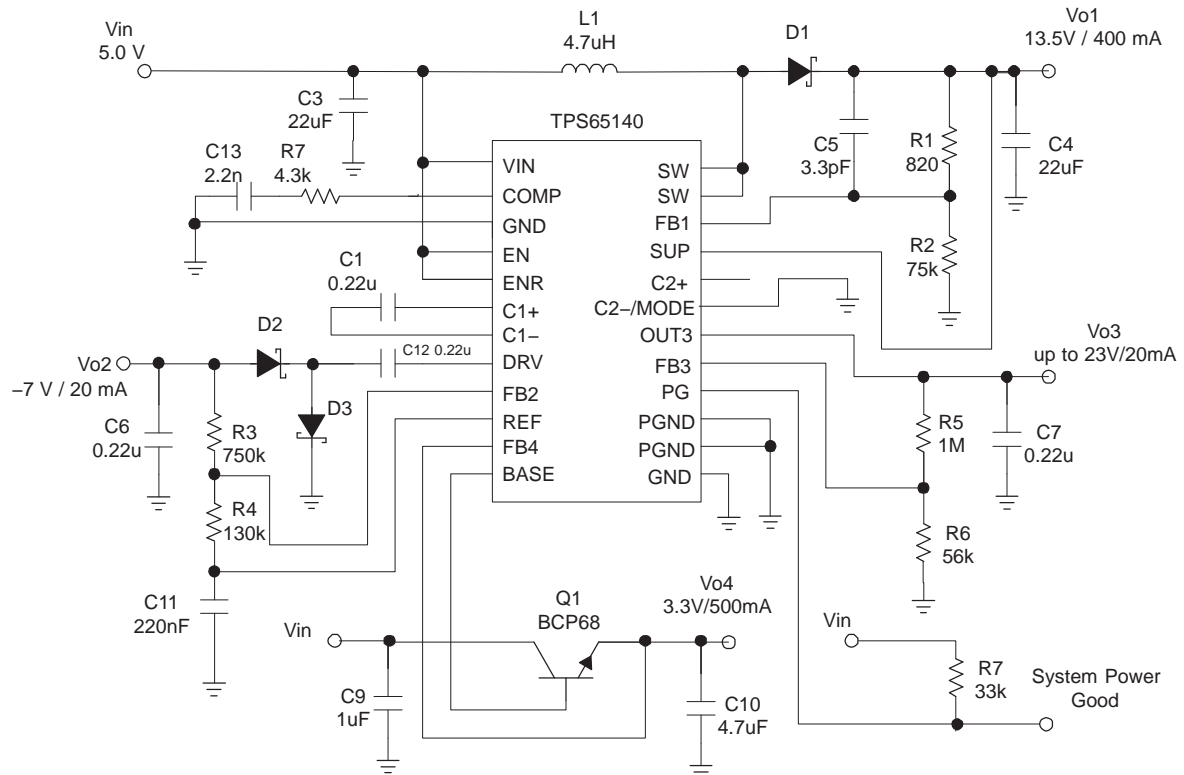 Vin
5.0 V
L1
4.7uH
D1
Vo1
13.5V / 400 mA
C3
22uF
TPS65140
C13
2.2n
R7
4.3k
C5
3.3pF
R1
820
C4
22uF
VIN
COMP
GND
EN
ENR
C1+
C1−
DRV
FB2
REF
FB4
BASE
SW
SW
FB1
SUP
C2+
C2−/MODE
OUT3
FB3
PG
PGND
PGND
GND
R2
75k
C1
0.22u
D2
C12 0.22u
Vo2
−7 V / 20 mA
D3
C6
0.22u
R3
750k
R4
130k
C11
220nF
Vo3
up to 23V/20mA
R5
1M
C7
0.22u
R6
56k
Vin
Q1
BCP68
Vo4
3.3V/500mA
C9
1uF
C10
4.7uF
Vin
R7
33k
System Power
Good